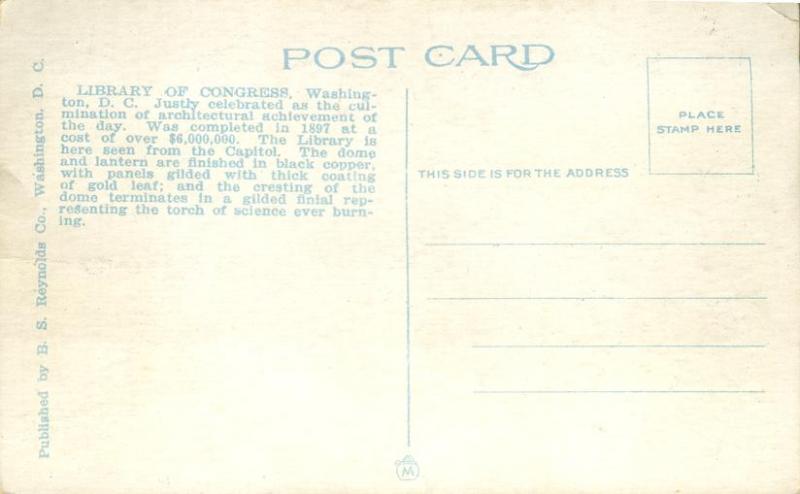 POST CARD
LIBRARY OF CONGRESS, Washing-
ton, D. C. Justly celebrated as the cul-
mination of architectural achievement of
the day. Was completed in 1897 at a
cost of over $6,000,000. The Library is
here seen from the Capitol. The dome
and lantern are finished in black copper,
with panels gilded with thick coating
of gold leaf; and the cresting of the
dome terminates in a gilded finial rep-
resenting the torch of science ever burn-
ing.
Published by B. S. Reynolds Co., Washington, D. C.
PLACE
STAMP HERE
THIS SIDE IS FOR THE ADDRESS
M